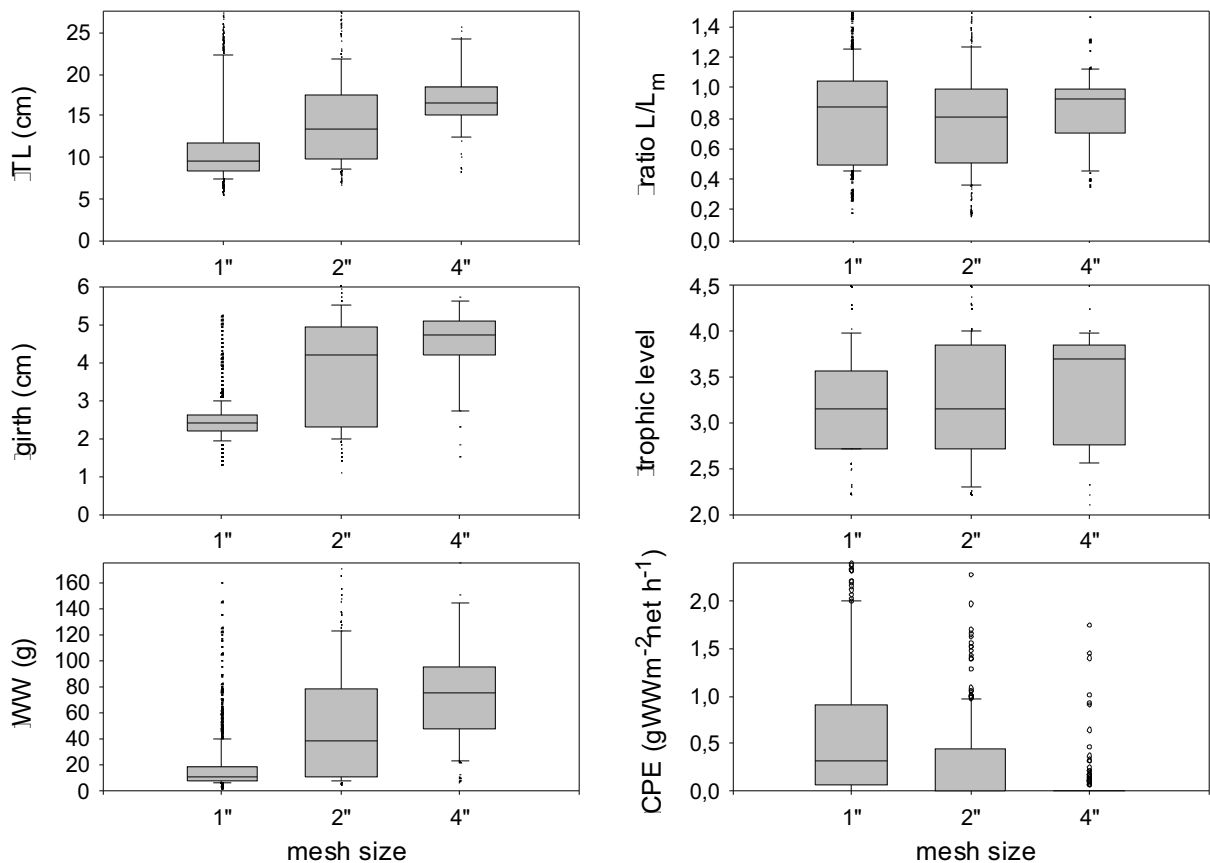 TL (cm)
25
20
15
10
5
0
1" 2" 4"
ratio L/Lm
1,4
1,2
1,0
0,8
0,6
0,4
0,2
0,0
1" 2" 4"
girth (cm)
6
5
4
3
2
1
0
1" 2" 4"
trophic level
4,5
4,0
3,5
3,0
2,5
2,0
1" 2" 4"
WW (g)
160
140
120
100
80
60
40
20
0
1" 2" 4"
mesh size
CPE (gWWm-2net h-1)
2,0
1,5
1,0
0,5
0,0
1" 2" 4"
mesh size